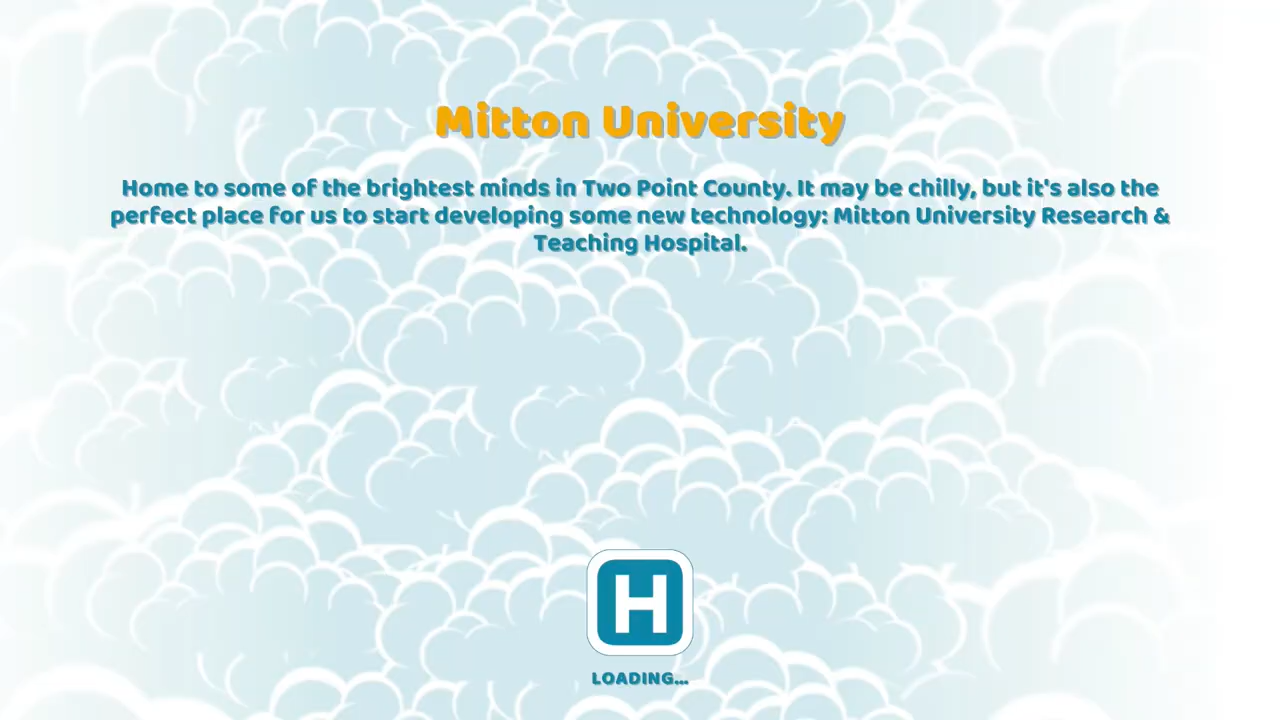 Mitton University
Home to some of the brightest minds in Two Point County. It may be chilly, but it's also the
perfect place for us to start developing some new technology: Mitton University Research &
Teaching Hospital.
H
LOADING...